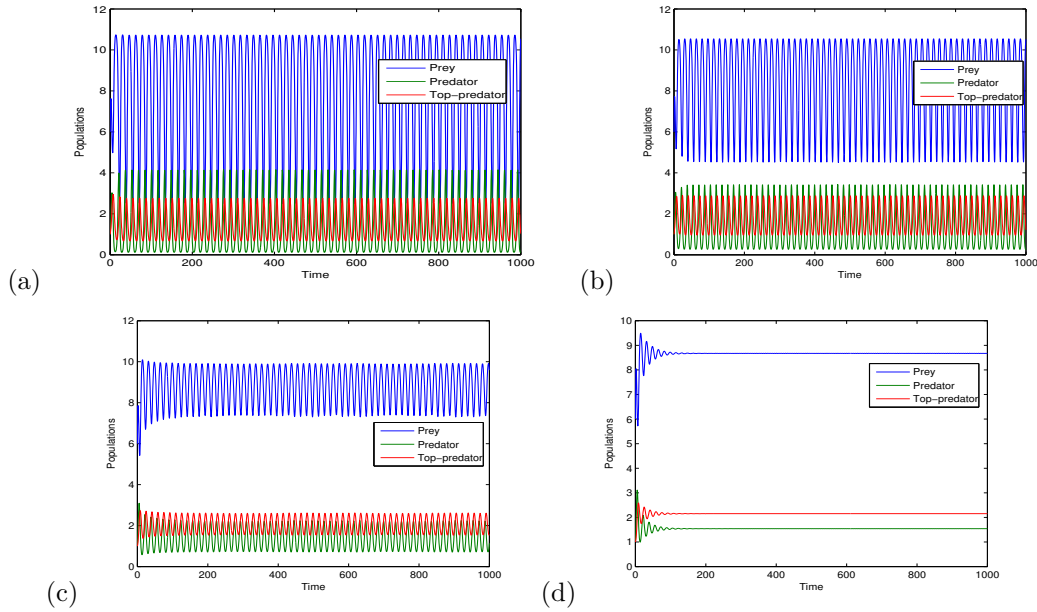 12
10
8
6
4
2
0
Populations
Prey
Predator
Top-predator
0
200
400
600
800
1000
Time
(a)
12
10
8
6
4
2
0
Populations
Prey
Predator
Top-predator
0
200
400
600
800
1000
Time
(b)
12
10
8
6
4
2
0
Populations
Prey
Predator
Top-predator
0
200
400
600
800
1000
Time
(c)
10
9
8
7
6
5
4
3
2
1
0
Populations
Prey
Predator
Top-predator
0
200
400
600
800
1000
Time
(d)